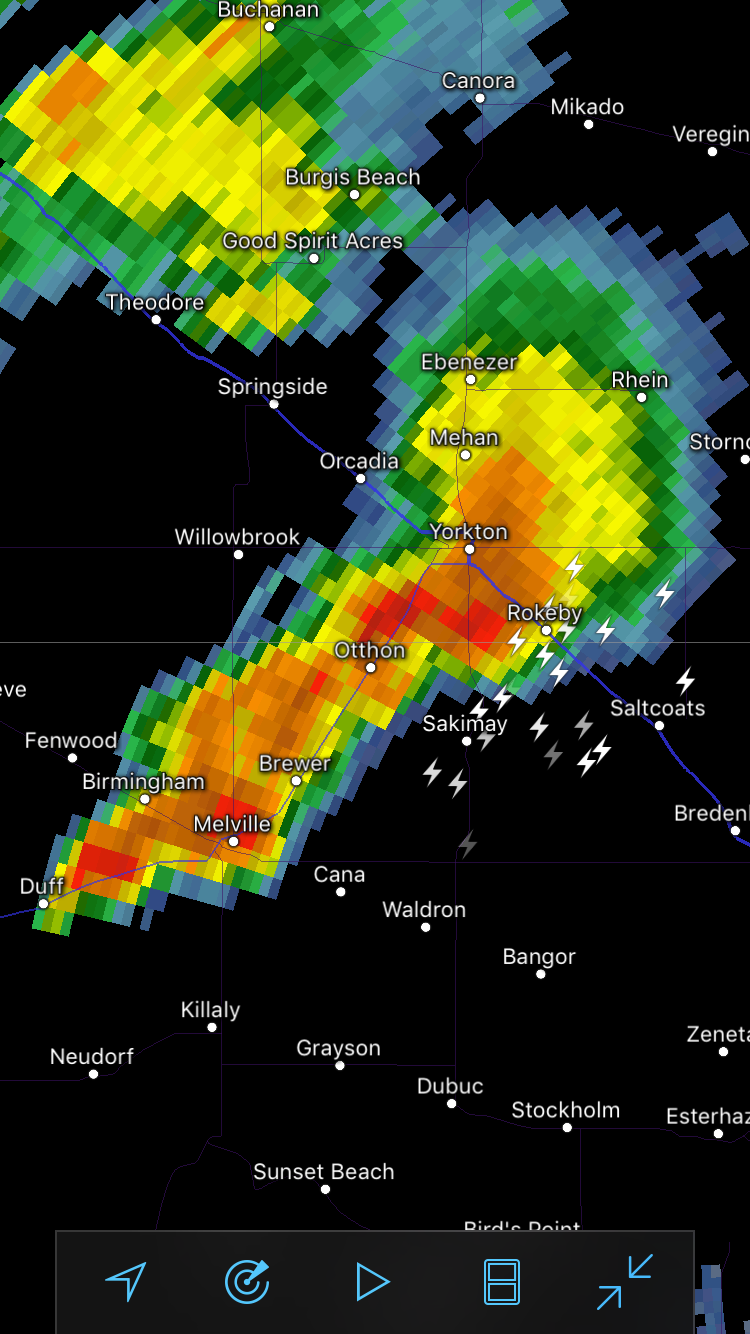 Buchanan
Canora
Mikado
Veregin
Burgis Beach
Good Spirit Acres
Theodore
Ebenezer
Rhein
Springside
Mehan
Storno
Orcadia
Yorkton
Willowbrook
Rokeby
Otthon
eve
Saltcoats
Sakimay
Fenwood
Brewer
Birmingham
Melville
Bredenb
Cana
Duff
Waldron
Bangor
Killaly
Zeneta
Grayson
Neudorf
Dubuc
Stockholm
Esterhaz
Sunset Beach
Bird's Point